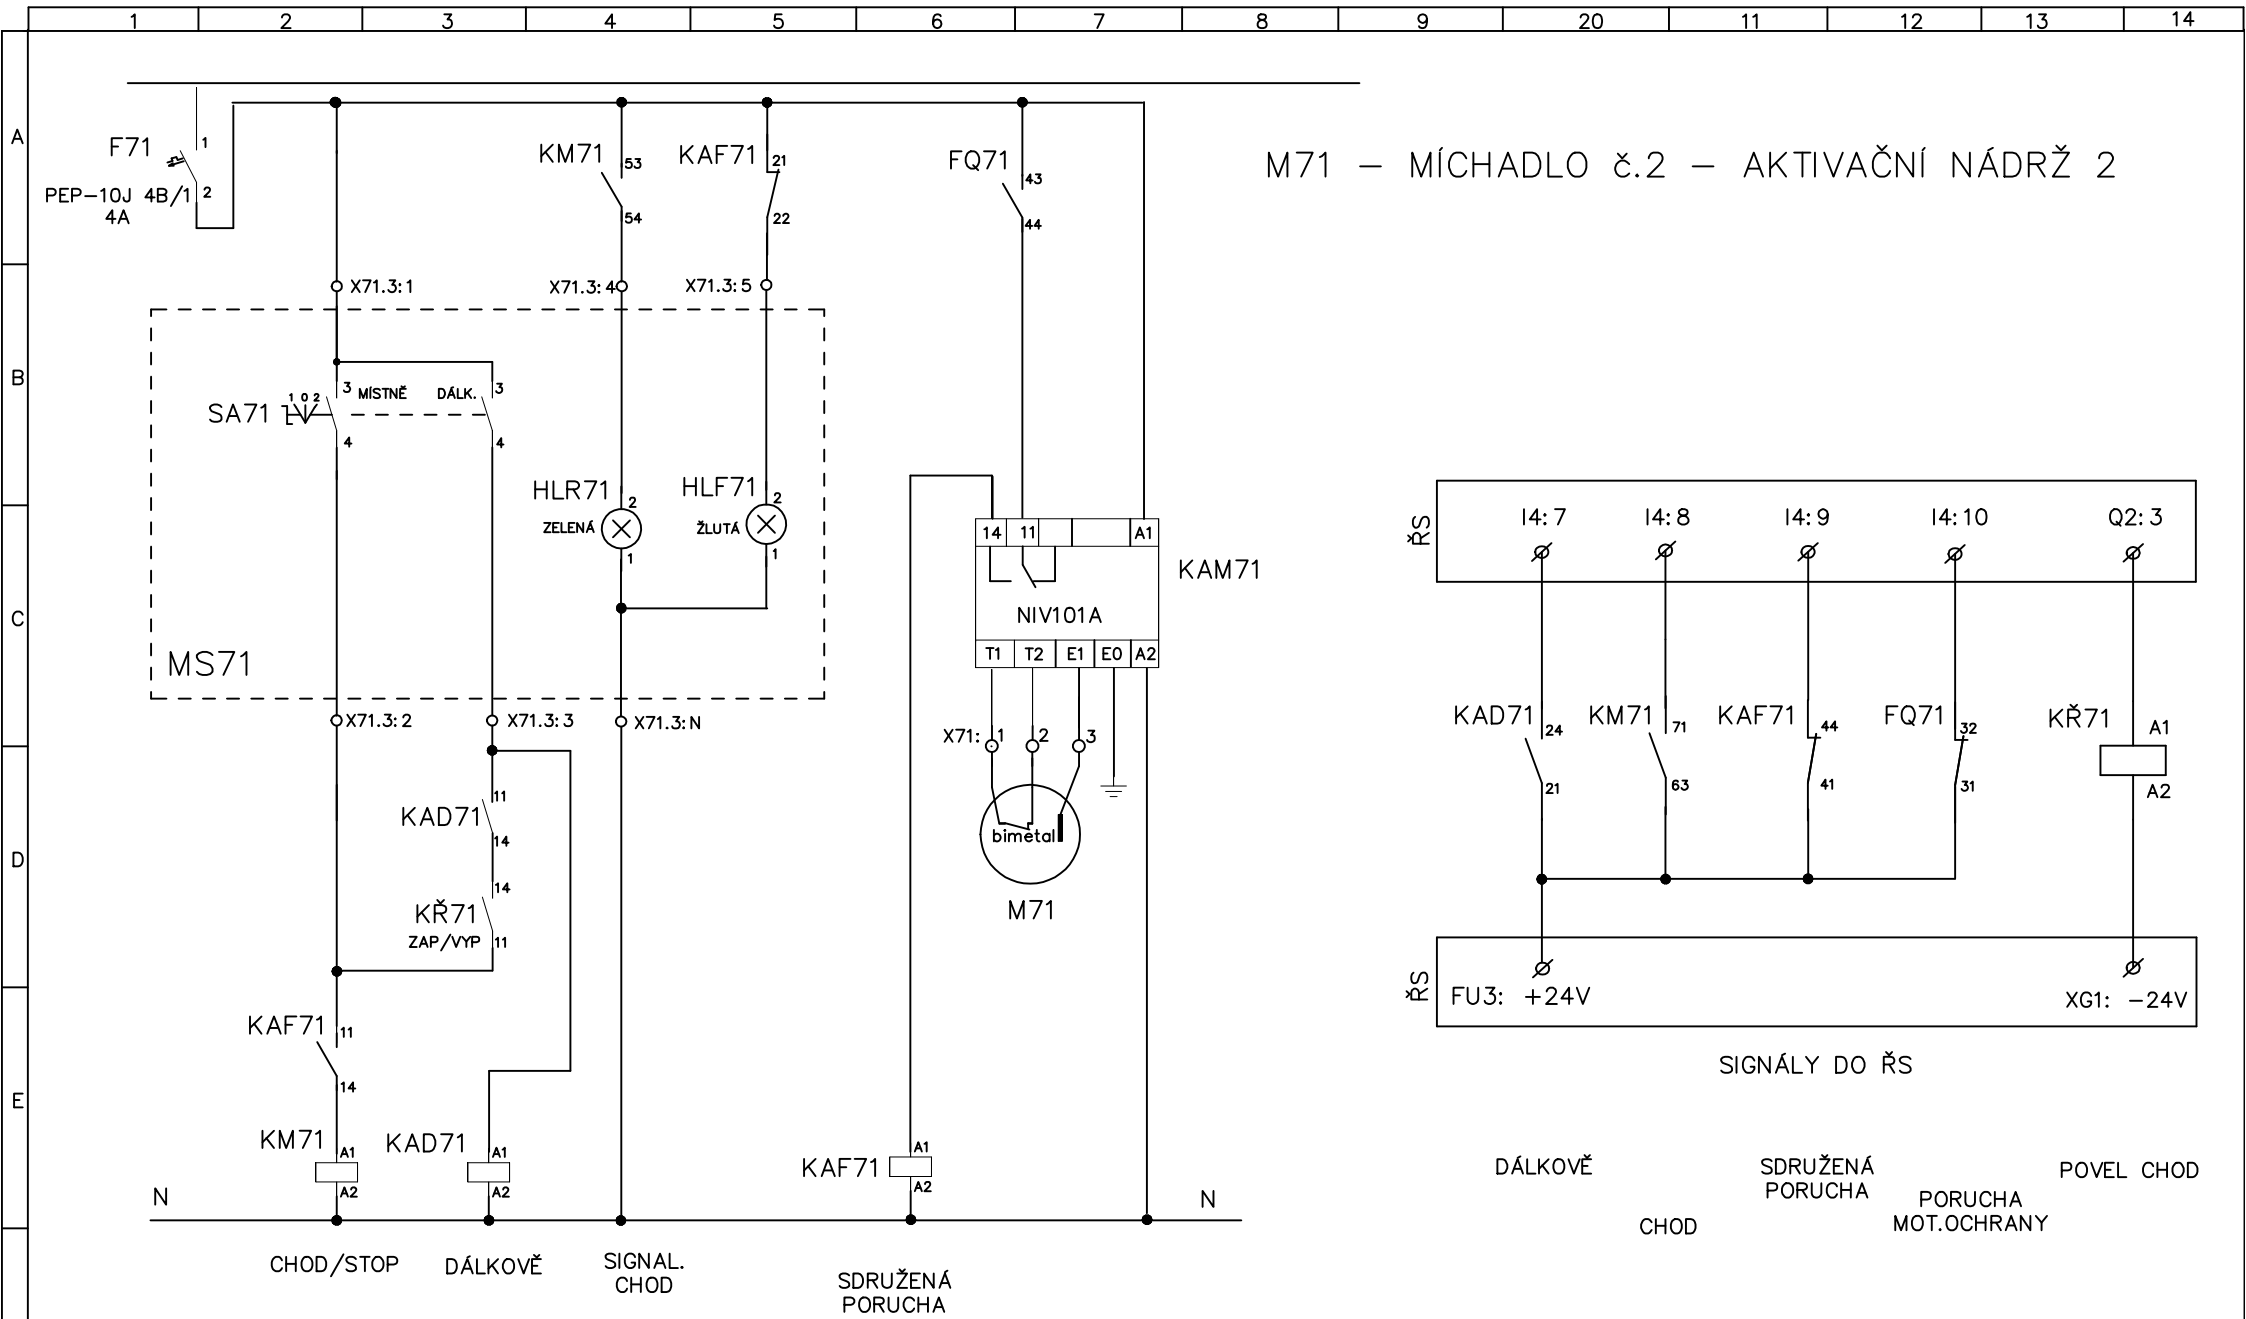 1 2 3 4 5 6 7 8 9 20 11 12 13 14
A
B
C
D
E
M71 – MÍCHADLO č.2 – AKTIVAČNÍ NÁDRŽ 2
F71
1
2
PEP–10J 4B/1
4A
KM71
53
54
KAF71
21
22
FQ71
43
44
X71.3:1
X71.3:4
X71.3:5
SA71
1 0 2
3
MÍSTNĚ
4
DÁLK.
3
4
HLR71
2
ZELENÁ
1
HLF71
2
ŽLUTÁ
1
MS71
X71.3:2
X71.3:3
X71.3:N
14 11 A1
KAM71
NIV101A
T1 T2 E1 E0 A2
X71: 1 2 3
bimetal
M71
KAD71
11
14
KŘ71
14
ZAP/VYP
11
KAF71
11
14
KM71
A1
A2
KAD71
A1
A2
KAF71
A1
A2
N
N
CHOD/STOP
DÁLKOVĚ
SIGNAL.
CHOD
SDRUŽENÁ
PORUCHA
ŘS
I4:7 I4:8 I4:9 I4:10 Q2:3
KAD71
24
21
KM71
71
63
KAF71
44
41
FQ71
32
31
KŘ71
A1
A2
ŘS
FU3: +24V
XG1: –24V
SIGNÁLY DO ŘS
DÁLKOVĚ
CHOD
SDRUŽENÁ
PORUCHA
PORUCHA
MOT.OCHRANY
POVEL CHOD